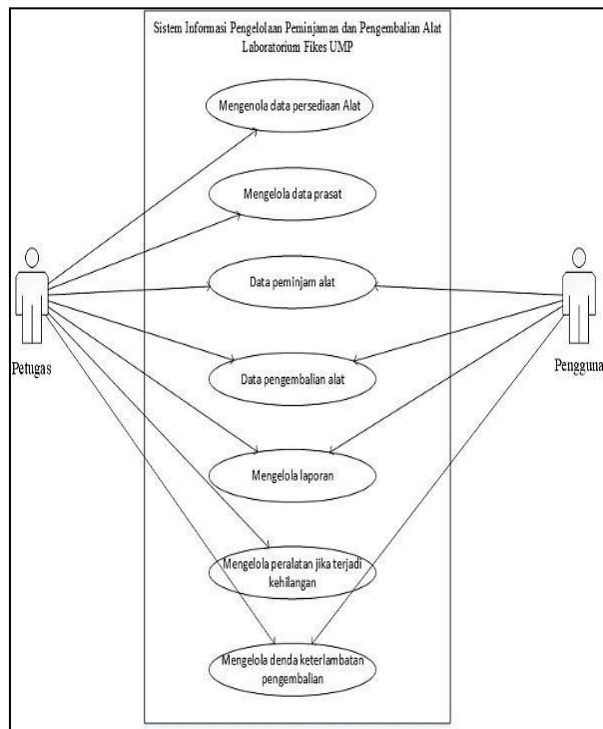 Sistem Informasi Pengelolaan Peminjaman dan Pengembalian Alat
Laboratorium Fikes UMP
Mengenola data persediaan Alat
Mengelola data prasat
Data peminjam alat
Petugas
Pengguna
Data pengembalian alat
Mengelola laporan
Mengelola peralatan jika terjadi
kehilangan
Mengelola denda keterlambatan
pengembalian